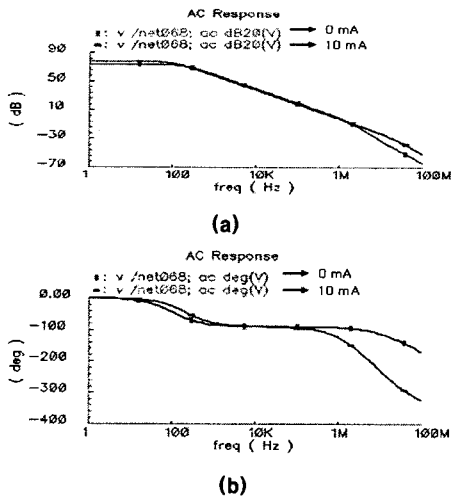 AC Response
: v /net068; ac dB20(V) 0 mA
: v /net068; ac dB20(V) 10 mA
90
50
10
-30
-70
( dB )
1 100 10K 1M 100M
freq ( Hz )
(a)
AC Response
: v /net068; ac deg(V) 0 mA
: v /net068; ac deg(V) 10 mA
0.00
-100
-200
-300
-400
( deg )
1 100 10K 1M 100M
freq ( Hz )
(b)